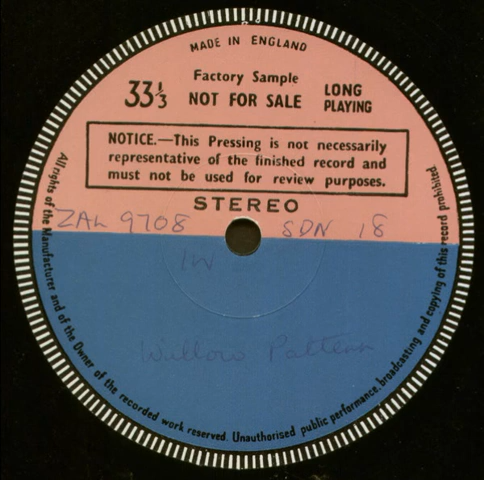 MADE IN ENGLAND
Factory Sample
33⅓ NOT FOR SALE LONG PLAYING
NOTICE.—This Pressing is not necessarily
representative of the finished record and
must not be used for review purposes.
STEREO
ZAL 9708 SDN 18
1W
Willow Pattern
All rights of the Manufacturer and of the Owner of the recorded work reserved. Unauthorised public performance, broadcasting and copying of this record prohibited.